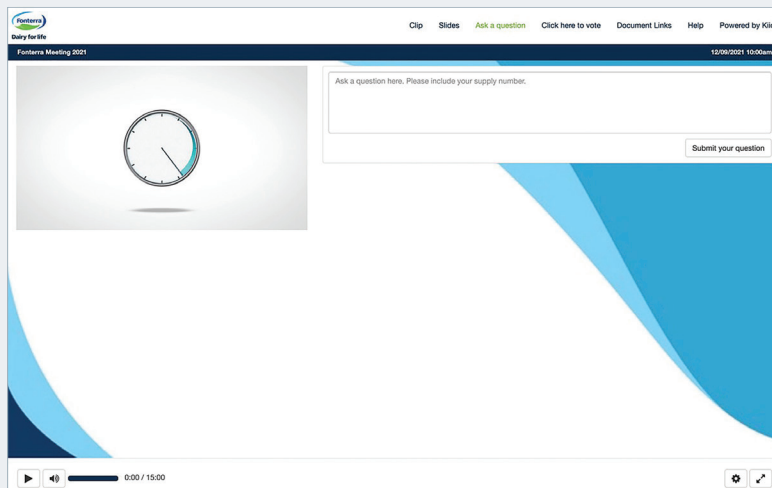 Fonterra
Dairy for life
Clip Slides Ask a question Click here to vote Document Links Help Powered by
Fonterra Meeting 2021 12/09/2021 10:00am
Ask a question here. Please include your supply number.
Submit your question
0:00 / 15:00